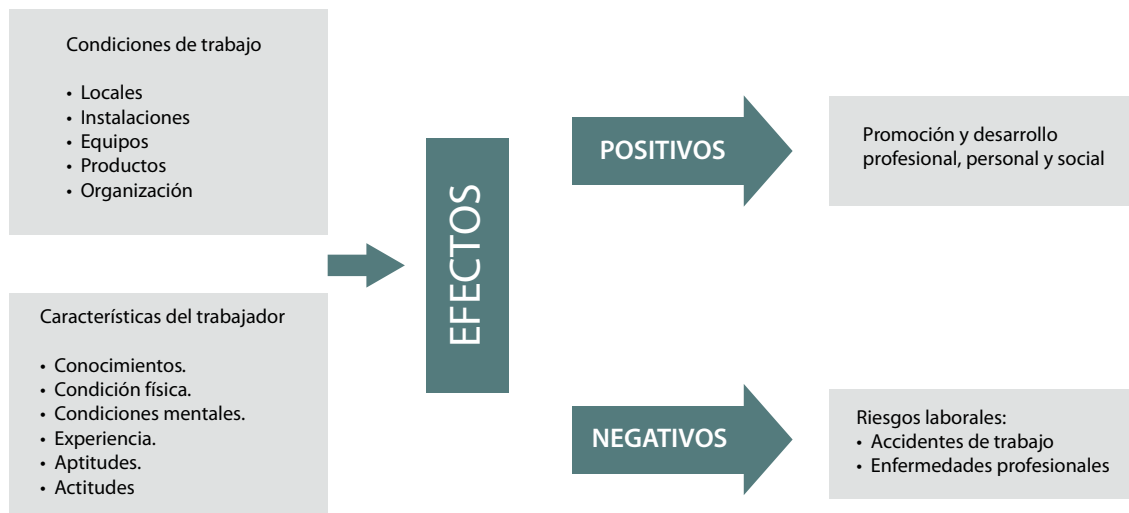 Condiciones de trabajo
• Locales
• Instalaciones
• Equipos
• Productos
• Organización
Características del trabajador
• Conocimientos.
• Condición física.
• Condiciones mentales.
• Experiencia.
• Aptitudes.
• Actitudes
EFECTOS
POSITIVOS
Promoción y desarrollo
profesional, personal y social
NEGATIVOS
Riesgos laborales:
• Accidentes de trabajo
• Enfermedades profesionales